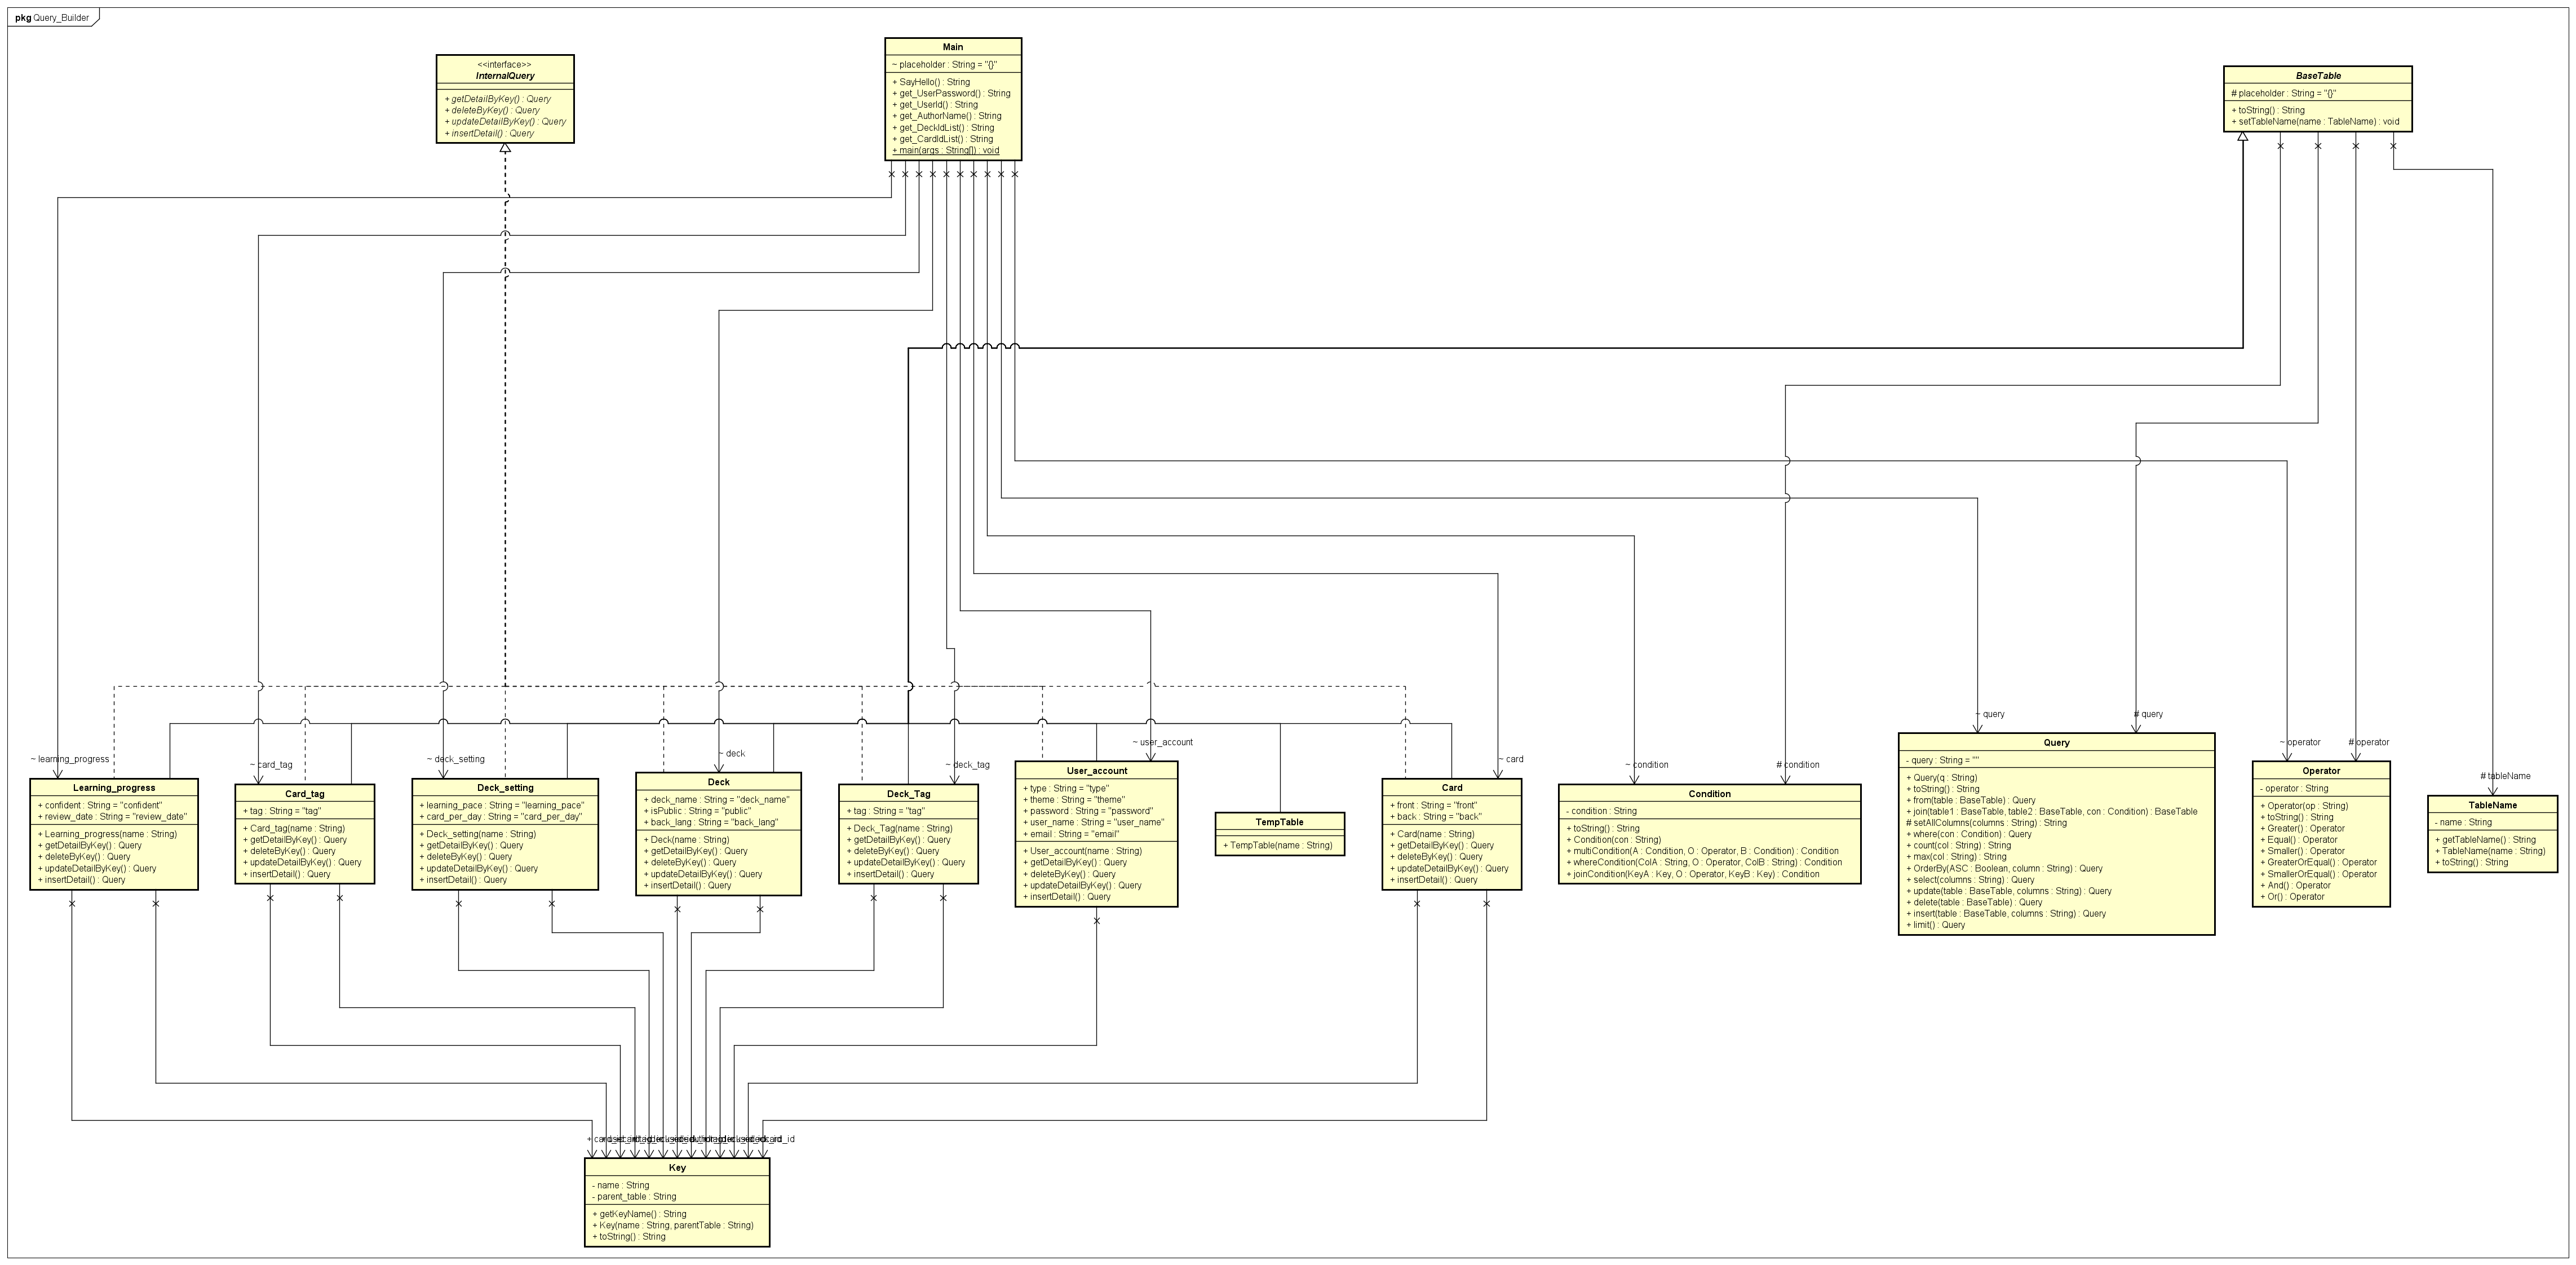 pkg Query_Builder
<<interface>>
InternalQuery
+ getDetailByKey() : Query
+ deleteByKey() : Query
+ updateDetailByKey() : Query
+ insertDetail() : Query
Main
~ placeholder : String = "{}"
+ SayHello() : String
+ get_UserPassword() : String
+ get_UserId() : String
+ get_AuthorName() : String
+ get_DeckIdList() : String
+ get_CardIdList() : String
+ main(args : String[]) : void
BaseTable
# placeholder : String = "{}"
+ toString() : String
+ setTableName(name : TableName) : void
~ learning_progress
~ card_tag
~ deck_setting
~ deck
~ deck_tag
~ user_account
~ card
~ condition
# condition
~ query
# query
~ operator
# operator
# tableName
Learning_progress
+ confident : String = "confident"
+ review_date : String = "review_date"
+ Learning_progress(name : String)
+ getDetailByKey() : Query
+ deleteByKey() : Query
+ updateDetailByKey() : Query
+ insertDetail() : Query
Card_tag
+ tag : String = "tag"
+ Card_tag(name : String)
+ getDetailByKey() : Query
+ deleteByKey() : Query
+ updateDetailByKey() : Query
+ insertDetail() : Query
Deck_setting
+ learning_pace : String = "learning_pace"
+ card_per_day : String = "card_per_day"
+ Deck_setting(name : String)
+ getDetailByKey() : Query
+ deleteByKey() : Query
+ updateDetailByKey() : Query
+ insertDetail() : Query
Deck
+ deck_name : String = "deck_name"
+ isPublic : String = "public"
+ back_lang : String = "back_lang"
+ Deck(name : String)
+ getDetailByKey() : Query
+ deleteByKey() : Query
+ updateDetailByKey() : Query
+ insertDetail() : Query
Deck_Tag
+ tag : String = "tag"
+ Deck_Tag(name : String)
+ getDetailByKey() : Query
+ deleteByKey() : Query
+ updateDetailByKey() : Query
+ insertDetail() : Query
User_account
+ type : String = "type"
+ theme : String = "theme"
+ password : String = "password"
+ user_name : String = "user_name"
+ email : String = "email"
+ User_account(name : String)
+ getDetailByKey() : Query
+ deleteByKey() : Query
+ updateDetailByKey() : Query
+ insertDetail() : Query
TempTable
+ TempTable(name : String)
Card
+ front : String = "front"
+ back : String = "back"
+ Card(name : String)
+ getDetailByKey() : Query
+ deleteByKey() : Query
+ updateDetailByKey() : Query
+ insertDetail() : Query
Condition
- condition : String
+ toString() : String
+ Condition(con : String)
+ multiCondition(A : Condition, O : Operator, B : Condition) : Condition
+ whereCondition(ColA : String, O : Operator, ColB : String) : Condition
+ joinCondition(KeyA : Key, O : Operator, KeyB : Key) : Condition
Query
- query : String = ""
+ Query(q : String)
+ toString() : String
+ from(table : BaseTable) : Query
+ join(table1 : BaseTable, table2 : BaseTable, con : Condition) : BaseTable
# setAllColumns(columns : String) : String
+ where(con : Condition) : Query
+ count(col : String) : String
+ max(col : String) : String
+ OrderBy(ASC : Boolean, column : String) : Query
+ select(columns : String) : Query
+ update(table : BaseTable, columns : String) : Query
+ delete(table : BaseTable) : Query
+ insert(table : BaseTable, columns : String) : Query
+ limit() : Query
Operator
- operator : String
+ Operator(op : String)
+ toString() : String
+ Greater() : Operator
+ Equal() : Operator
+ Smaller() : Operator
+ GreaterOrEqual() : Operator
+ SmallerOrEqual() : Operator
+ And() : Operator
+ Or() : Operator
TableName
- name : String
+ getTableName() : String
+ TableName(name : String)
+ toString() : String
Key
- name : String
- parent_table : String
+ getKeyName() : String
+ Key(name : String, parentTable : String)
+ toString() : String